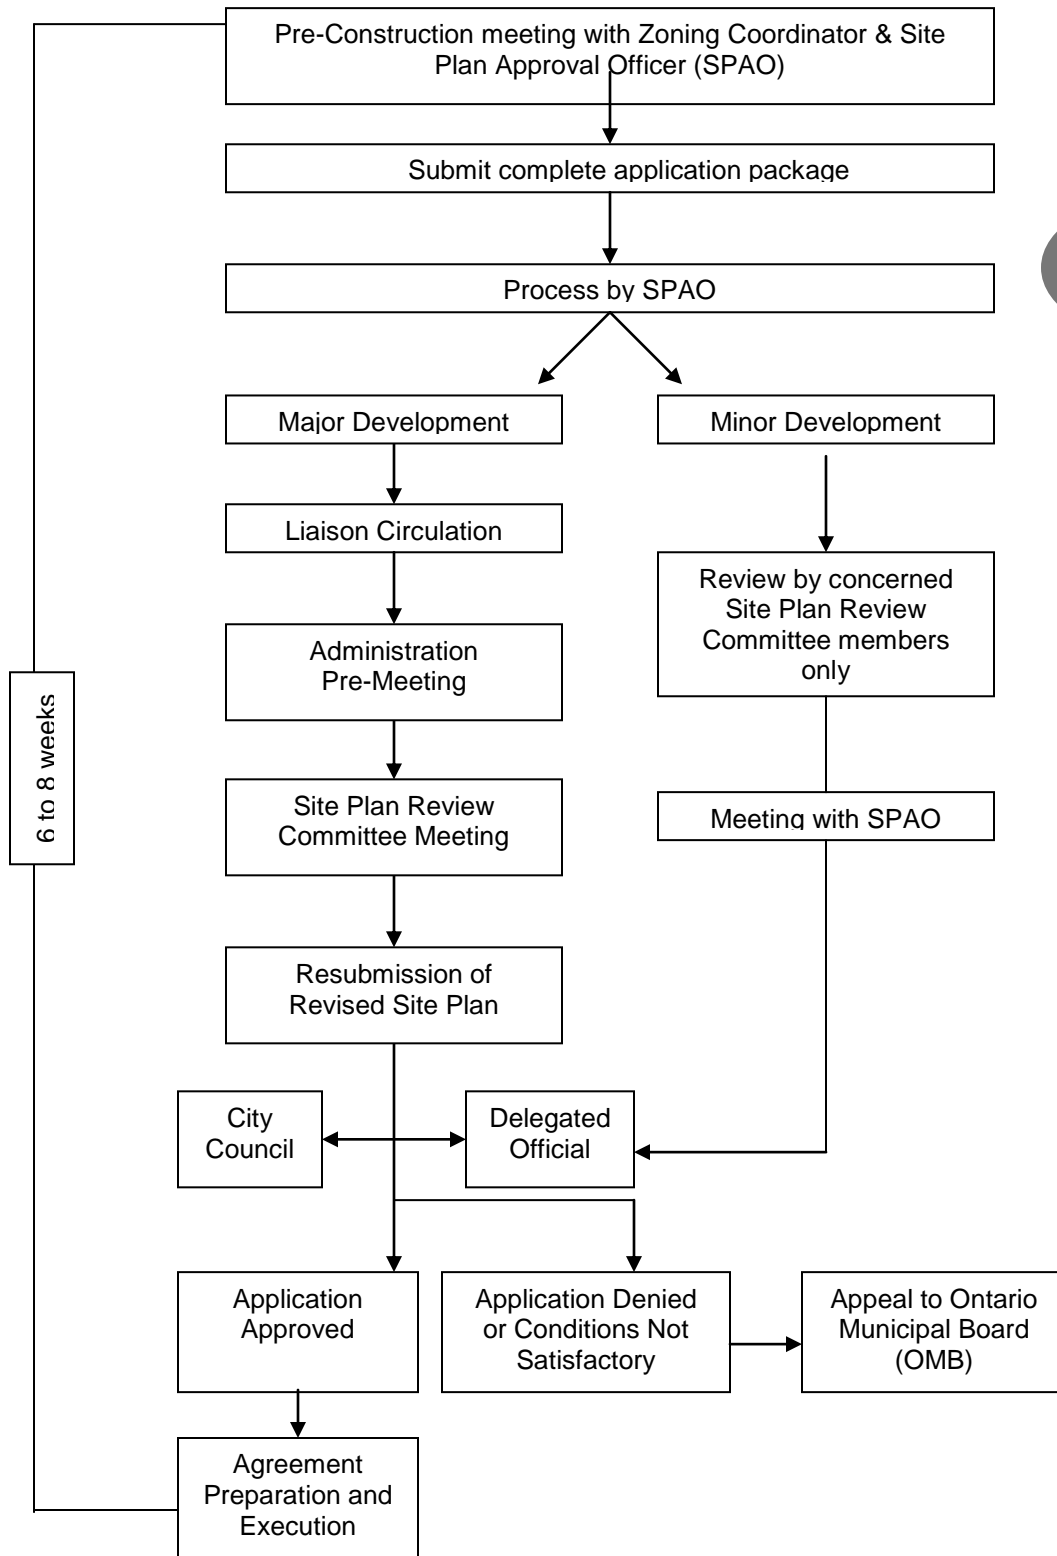 Pre-Construction meeting with Zoning Coordinator & Site
Plan Approval Officer (SPAO)
Submit complete application package
Process by SPAO
Major Development
Minor Development
Liaison Circulation
Review by concerned
Site Plan Review
Committee members
only
Administration
Pre-Meeting
6 to 8 weeks
Site Plan Review
Committee Meeting
Meeting with SPAO
Resubmission of
Revised Site Plan
City
Council
Delegated
Official
Application
Approved
Application Denied
or Conditions Not
Satisfactory
Appeal to Ontario
Municipal Board
(OMB)
Agreement
Preparation and
Execution